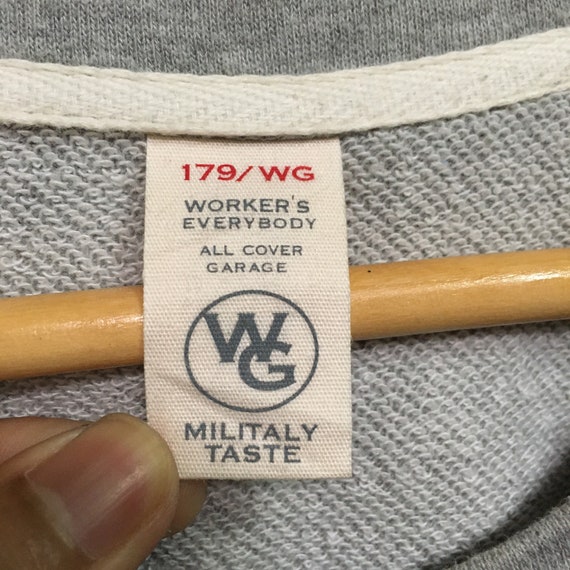 179/WG
WORKER'S
EVERYBODY
ALL COVER
GARAGE
WG
MILITALY
TASTE